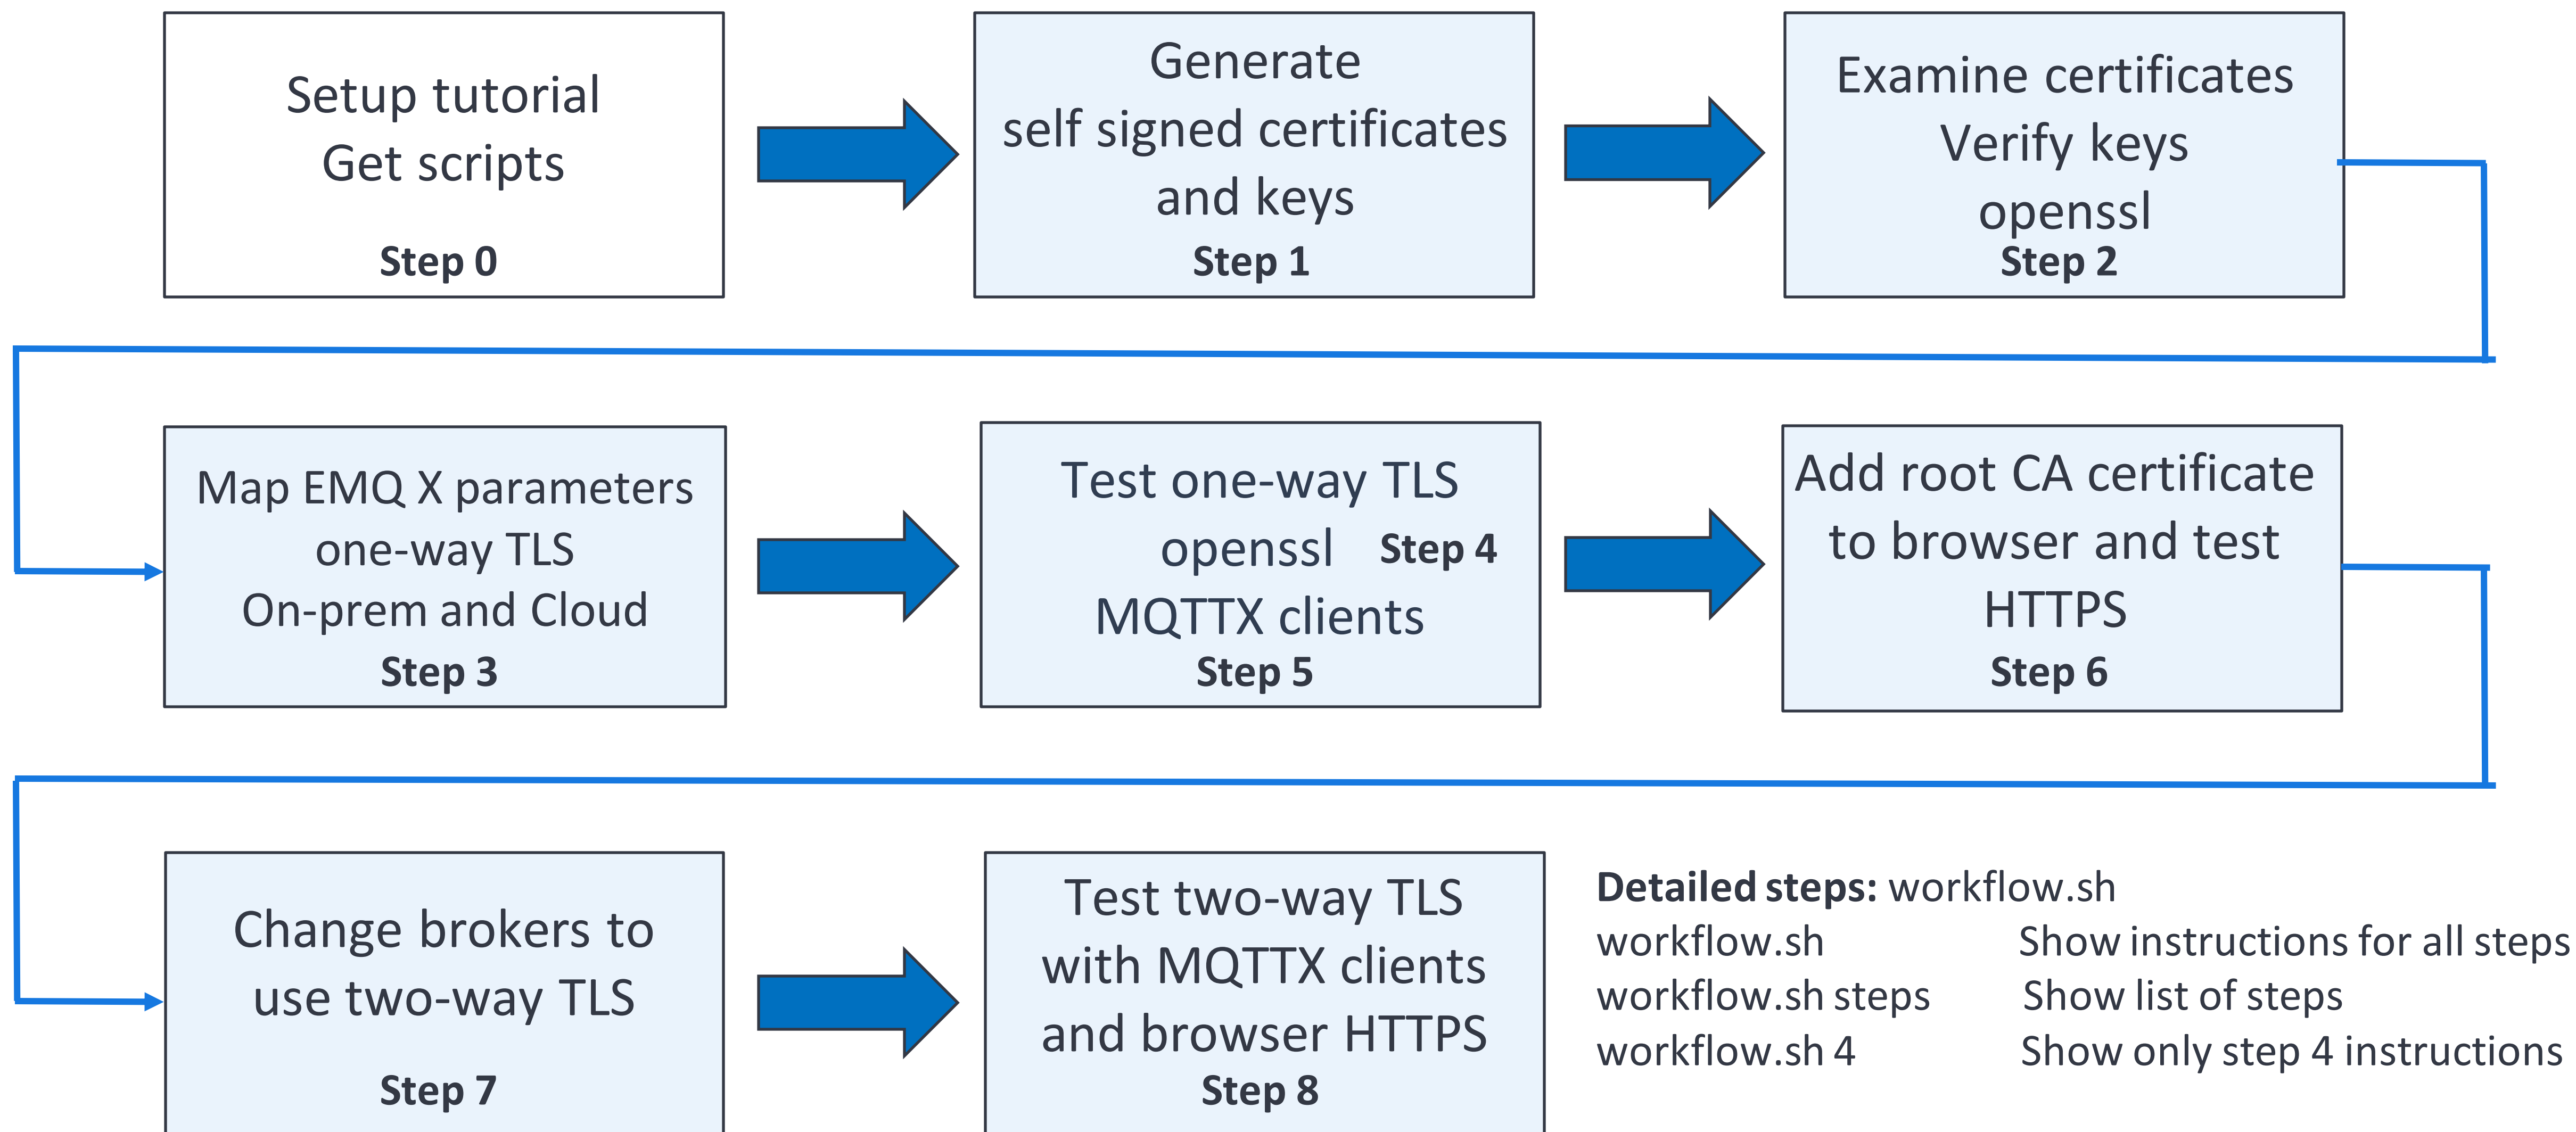 Setup tutorial
Get scripts
Step 0
Generate
self signed certificates
and keys
Step 1
Examine certificates
Verify keys
openssl
Step 2
Map EMQ X parameters
one-way TLS
On-prem and Cloud
Step 3
Test one-way TLS
openssl Step 4
MQTTX clients
Step 5
Add root CA certificate
to browser and test
HTTPS
Step 6
Change brokers to
use two-way TLS
Step 7
Test two-way TLS
with MQTTX clients
and browser HTTPS
Step 8
Detailed steps: workflow.sh
workflow.sh Show instructions for all steps
workflow.sh steps Show list of steps
workflow.sh 4 Show only step 4 instructions